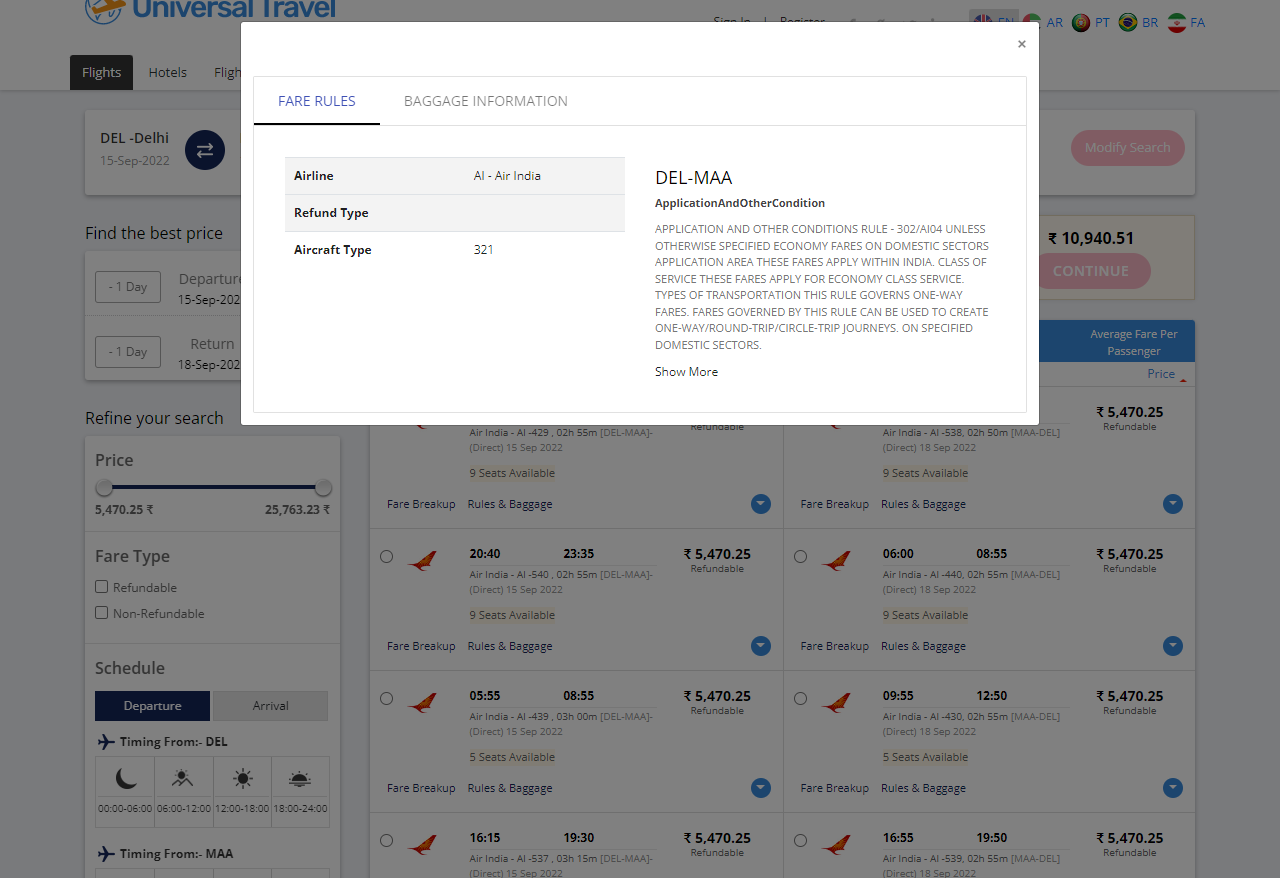 Universal Travel
Sign In | Register
EN AR PT BR FA
Flights Hotels
×
FARE RULES BAGGAGE INFORMATION
DEL -Delhi
15-Sep-2022
Modify Search
Airline AI - Air India
Refund Type
Aircraft Type 321
DEL-MAA
ApplicationAndOtherCondition
APPLICATION AND OTHER CONDITIONS RULE - 302/AI04 UNLESS
OTHERWISE SPECIFIED ECONOMY FARES ON DOMESTIC SECTORS
APPLICATION AREA THESE FARES APPLY WITHIN INDIA. CLASS OF
SERVICE THESE FARES APPLY FOR ECONOMY CLASS SERVICE.
TYPES OF TRANSPORTATION THIS RULE GOVERNS ONE-WAY
FARES. FARES GOVERNED BY THIS RULE CAN BE USED TO CREATE
ONE-WAY/ROUND-TRIP/CIRCLE-TRIP JOURNEYS. ON SPECIFIED
DOMESTIC SECTORS.
Show More
Find the best price
- 1 Day Departure
15-Sep-202
- 1 Day Return
18-Sep-202
₹ 10,940.51
CONTINUE
Average Fare Per
Passenger
Price
Refine your search
Price
5,470.25 ₹ 25,763.23 ₹
Fare Type
Refundable
Non-Refundable
Schedule
Departure Arrival
Timing From:- DEL
00:00-06:00 06:00-12:00 12:00-18:00 18:00-24:00
Timing From:- MAA
₹ 5,470.25
Refundable
Air India - AI -429 , 02h 55m [DEL-MAA]-
(Direct) 15 Sep 2022
9 Seats Available
Fare Breakup Rules & Baggage
₹ 5,470.25
Refundable
Air India - AI -538, 02h 50m [MAA-DEL]
(Direct) 18 Sep 2022
9 Seats Available
Fare Breakup Rules & Baggage
20:40 23:35 ₹ 5,470.25
Refundable
Air India - AI -540 , 02h 55m [DEL-MAA]-
(Direct) 15 Sep 2022
9 Seats Available
Fare Breakup Rules & Baggage
06:00 08:55 ₹ 5,470.25
Refundable
Air India - AI -440, 02h 55m [MAA-DEL]
(Direct) 18 Sep 2022
9 Seats Available
Fare Breakup Rules & Baggage
05:55 08:55 ₹ 5,470.25
Refundable
Air India - AI -439 , 03h 00m [DEL-MAA]-
(Direct) 15 Sep 2022
5 Seats Available
Fare Breakup Rules & Baggage
09:55 12:50 ₹ 5,470.25
Refundable
Air India - AI -430, 02h 55m [MAA-DEL]
(Direct) 18 Sep 2022
5 Seats Available
Fare Breakup Rules & Baggage
16:15 19:30 ₹ 5,470.25
Refundable
Air India - AI -537 , 03h 15m [DEL-MAA]-
(Direct) 15 Sep 2022
16:55 19:50 ₹ 5,470.25
Refundable
Air India - AI -539, 02h 55m [MAA-DEL]
(Direct) 18 Sep 2022